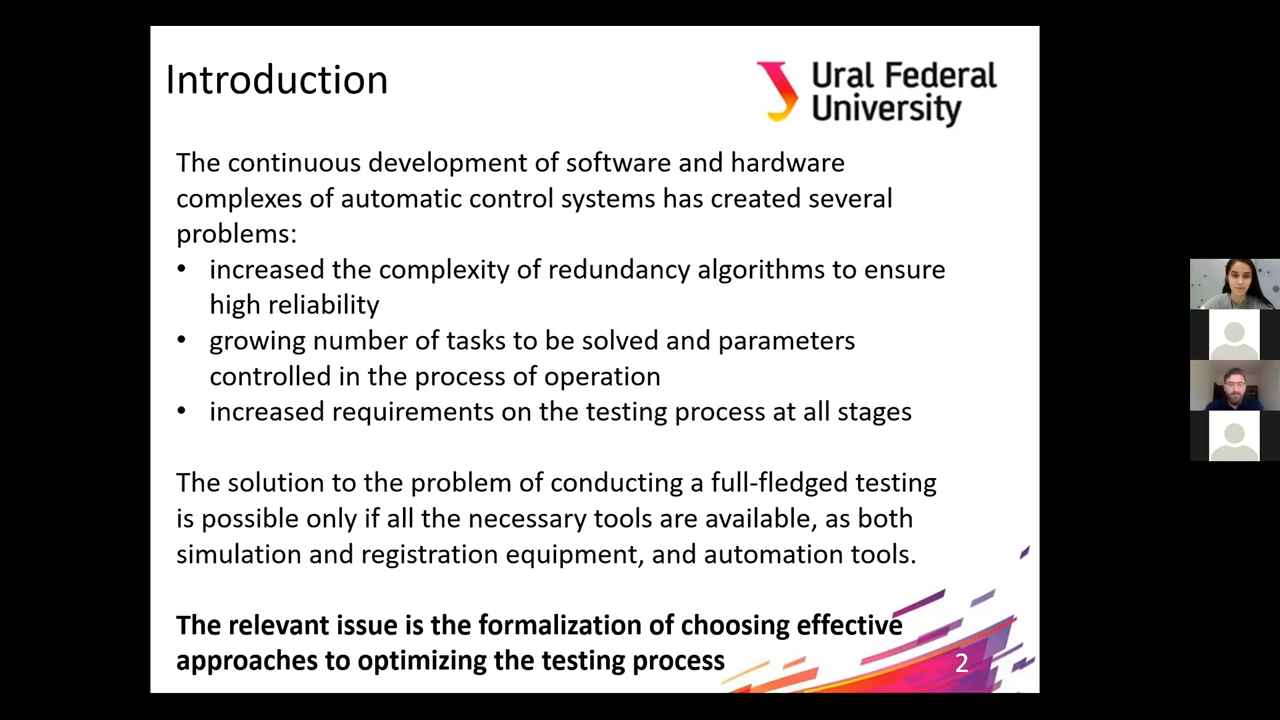 Introduction
Ural Federal
University
The continuous development of software and hardware
complexes of automatic control systems has created several
problems:
• increased the complexity of redundancy algorithms to ensure
high reliability
• growing number of tasks to be solved and parameters
controlled in the process of operation
• increased requirements on the testing process at all stages
The solution to the problem of conducting a full-fledged testing
is possible only if all the necessary tools are available, as both
simulation and registration equipment, and automation tools.
The relevant issue is the formalization of choosing effective
approaches to optimizing the testing process
2